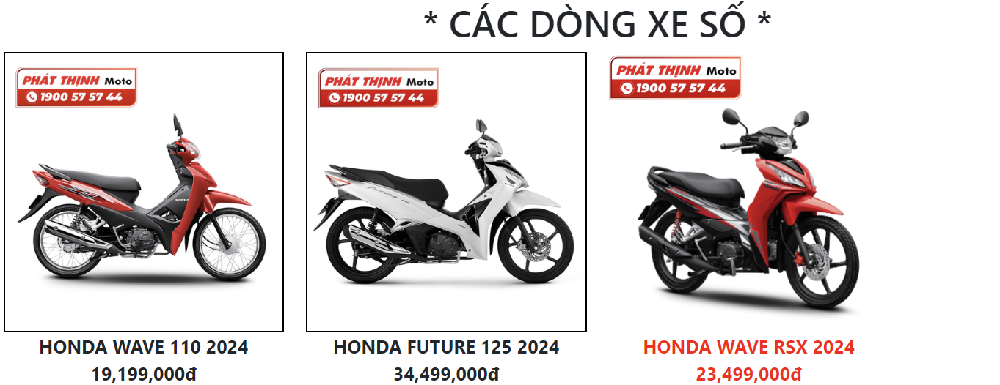 * CÁC DÒNG XE SỐ *
PHÁT THỊNH Moto
1900 57 57 44
HONDA WAVE 110 2024
19,199,000đ
PHÁT THỊNH Moto
1900 57 57 44
HONDA FUTURE 125 2024
34,499,000đ
PHÁT THỊNH Moto
1900 57 57 44
HONDA WAVE RSX 2024
23,499,000đ